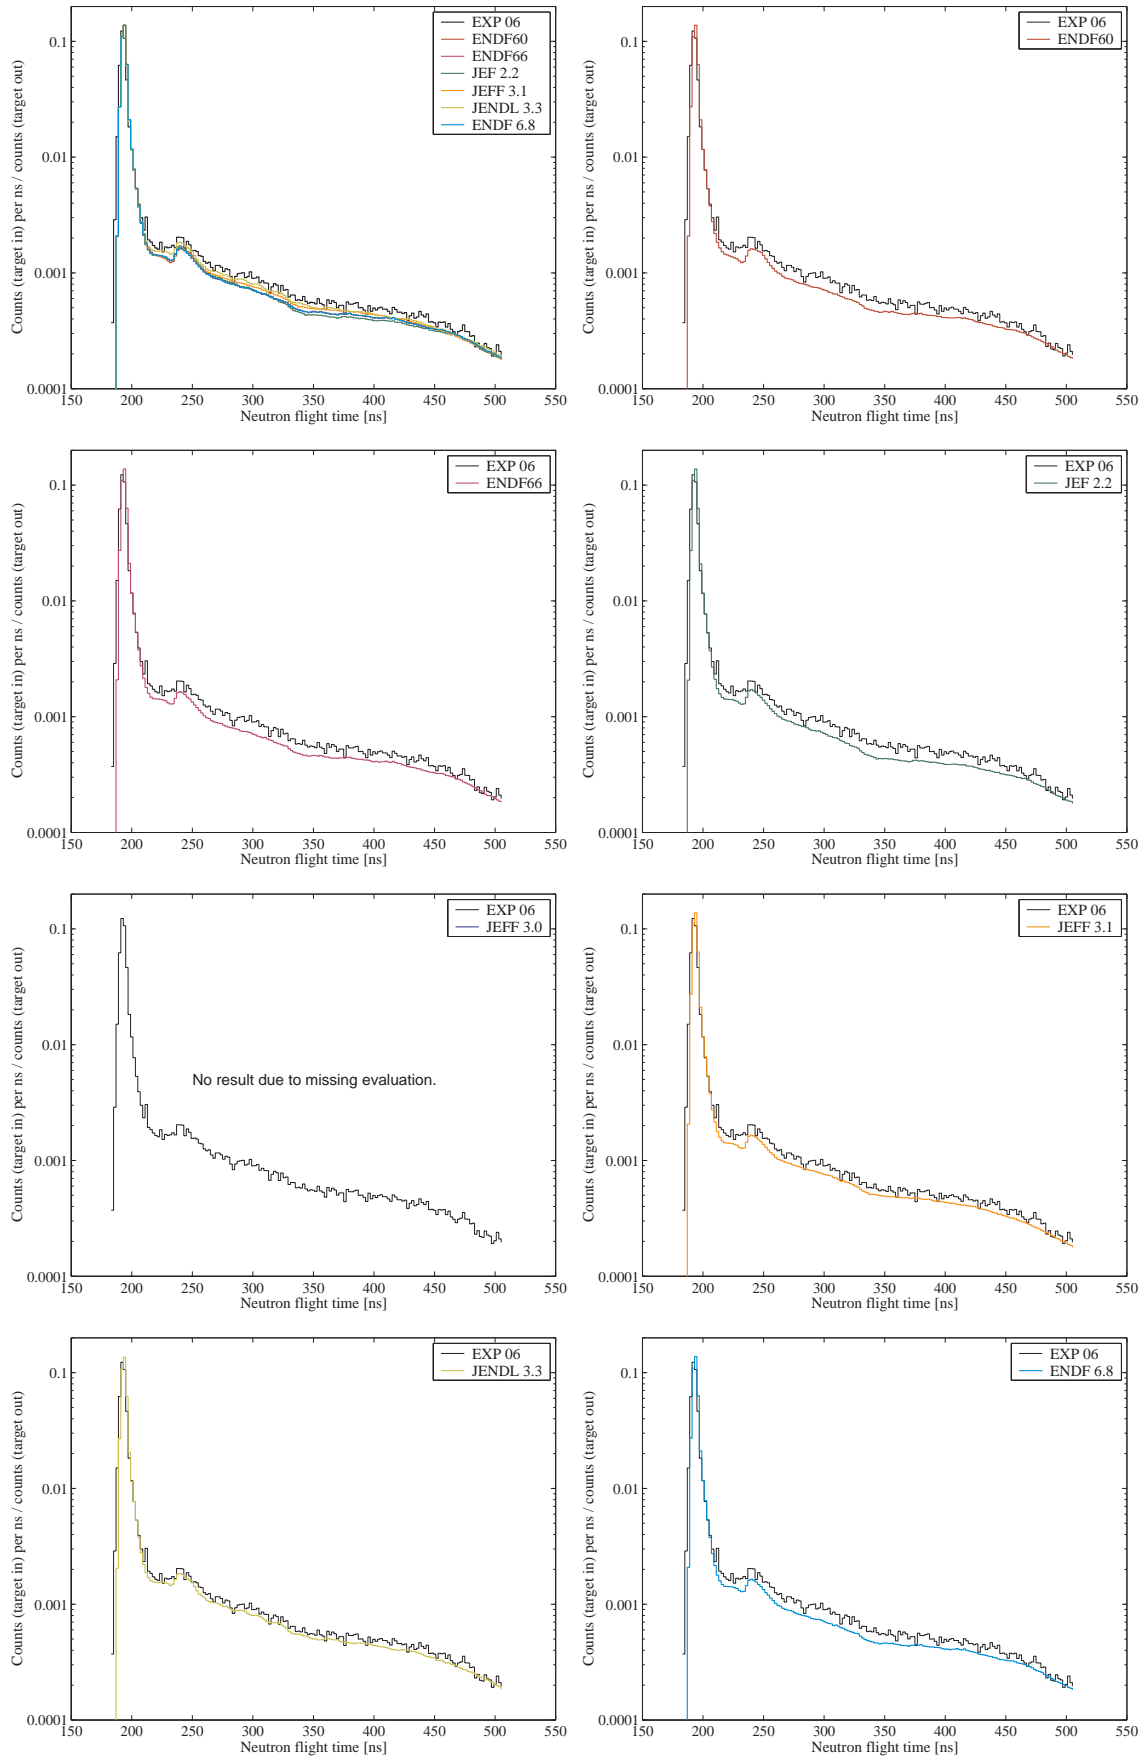 EXP 06
ENDF60
ENDF66
JEF 2.2
JEFF 3.1
JENDL 3.3
ENDF 6.8
0.1
0.01
0.001
0.0001
150 200 250 300 350 400 450 500 550
Neutron flight time [ns]
Counts (target in) per ns / counts (target out)
EXP 06
ENDF60
0.1
0.01
0.001
0.0001
150 200 250 300 350 400 450 500 550
Neutron flight time [ns]
Counts (target in) per ns / counts (target out)
EXP 06
ENDF66
0.1
0.01
0.001
0.0001
150 200 250 300 350 400 450 500 550
Neutron flight time [ns]
Counts (target in) per ns / counts (target out)
EXP 06
JEF 2.2
0.1
0.01
0.001
0.0001
150 200 250 300 350 400 450 500 550
Neutron flight time [ns]
Counts (target in) per ns / counts (target out)
EXP 06
JEFF 3.0
No result due to missing evaluation.
0.1
0.01
0.001
0.0001
150 200 250 300 350 400 450 500 550
Neutron flight time [ns]
Counts (target in) per ns / counts (target out)
EXP 06
JEFF 3.1
0.1
0.01
0.001
0.0001
150 200 250 300 350 400 450 500 550
Neutron flight time [ns]
Counts (target in) per ns / counts (target out)
EXP 06
JENDL 3.3
0.1
0.01
0.001
0.0001
150 200 250 300 350 400 450 500 550
Neutron flight time [ns]
Counts (target in) per ns / counts (target out)
EXP 06
ENDF 6.8
0.1
0.01
0.001
0.0001
150 200 250 300 350 400 450 500 550
Neutron flight time [ns]
Counts (target in) per ns / counts (target out)